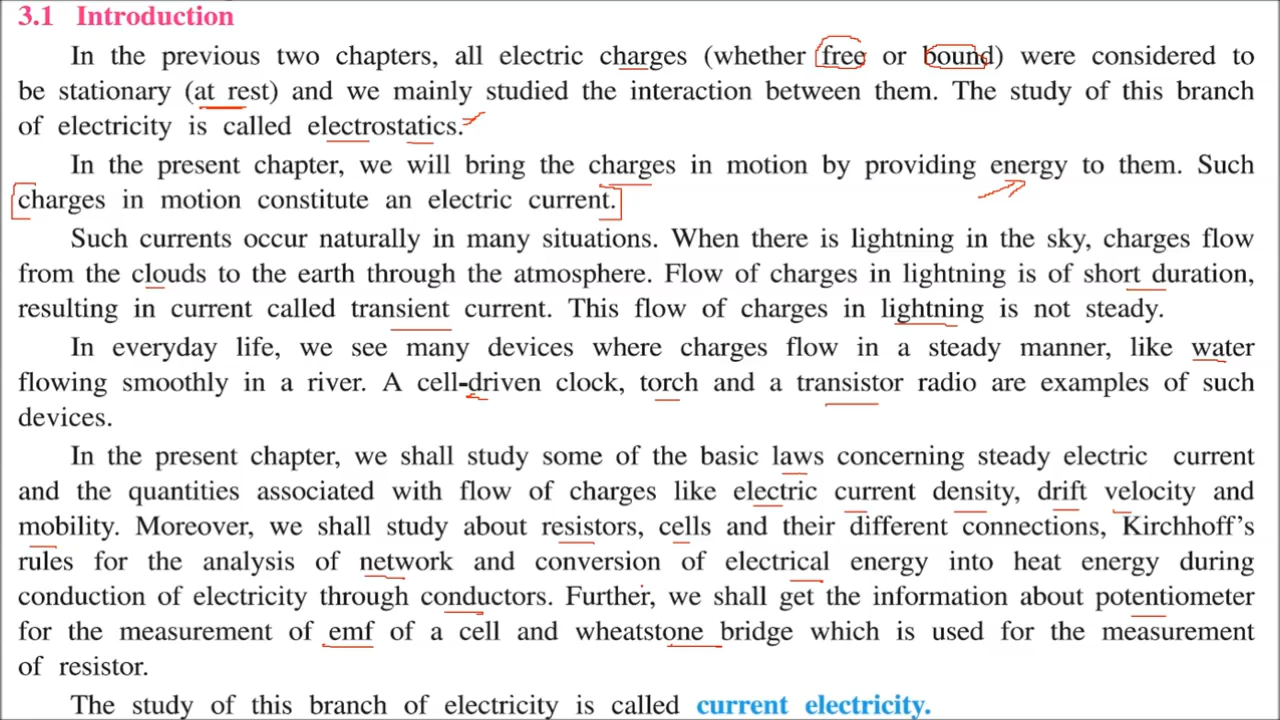 3.1 Introduction
In the previous two chapters, all electric charges (whether free or bound) were considered to
be stationary (at rest) and we mainly studied the interaction between them. The study of this branch
of electricity is called electrostatics.
In the present chapter, we will bring the charges in motion by providing energy to them. Such
charges in motion constitute an electric current.
Such currents occur naturally in many situations. When there is lightning in the sky, charges flow
from the clouds to the earth through the atmosphere. Flow of charges in lightning is of short duration,
resulting in current called transient current. This flow of charges in lightning is not steady.
In everyday life, we see many devices where charges flow in a steady manner, like water
flowing smoothly in a river. A cell-driven clock, torch and a transistor radio are examples of such
devices.
In the present chapter, we shall study some of the basic laws concerning steady electric current
and the quantities associated with flow of charges like electric current density, drift velocity and
mobility. Moreover, we shall study about resistors, cells and their different connections, Kirchhoff's
rules for the analysis of network and conversion of electrical energy into heat energy during
conduction of electricity through conductors. Further, we shall get the information about potentiometer
for the measurement of emf of a cell and wheatstone bridge which is used for the measurement
of resistor.
The study of this branch of electricity is called current electricity.